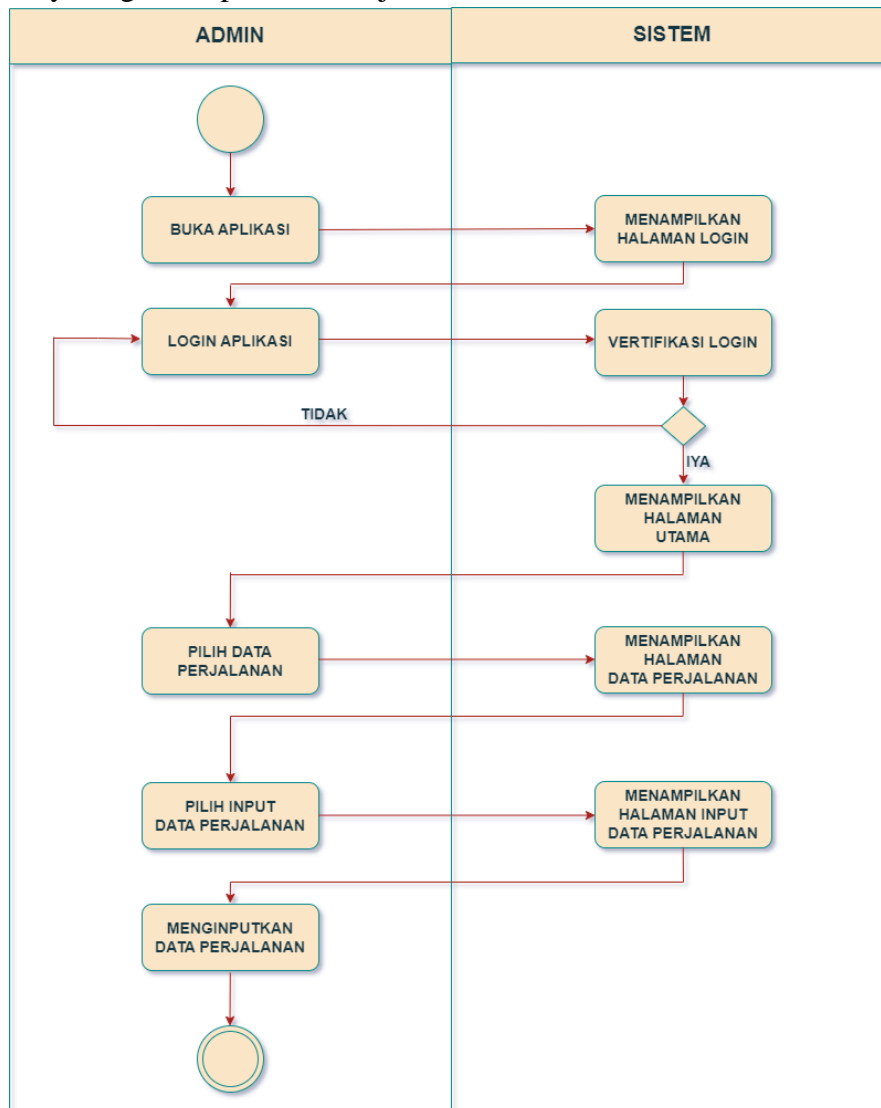 ADMIN
SISTEM
BUKA APLIKASI
MENAMPILKAN
HALAMAN LOGIN
LOGIN APLIKASI
VERTIFIKASI LOGIN
TIDAK
IYA
MENAMPILKAN
HALAMAN
UTAMA
PILIH DATA
PERJALANAN
MENAMPILKAN
HALAMAN
DATA PERJALANAN
PILIH INPUT
DATA PERJALANAN
MENAMPILKAN
HALAMAN INPUT
DATA PERJALANAN
MENGINPUTKAN
DATA PERJALANAN